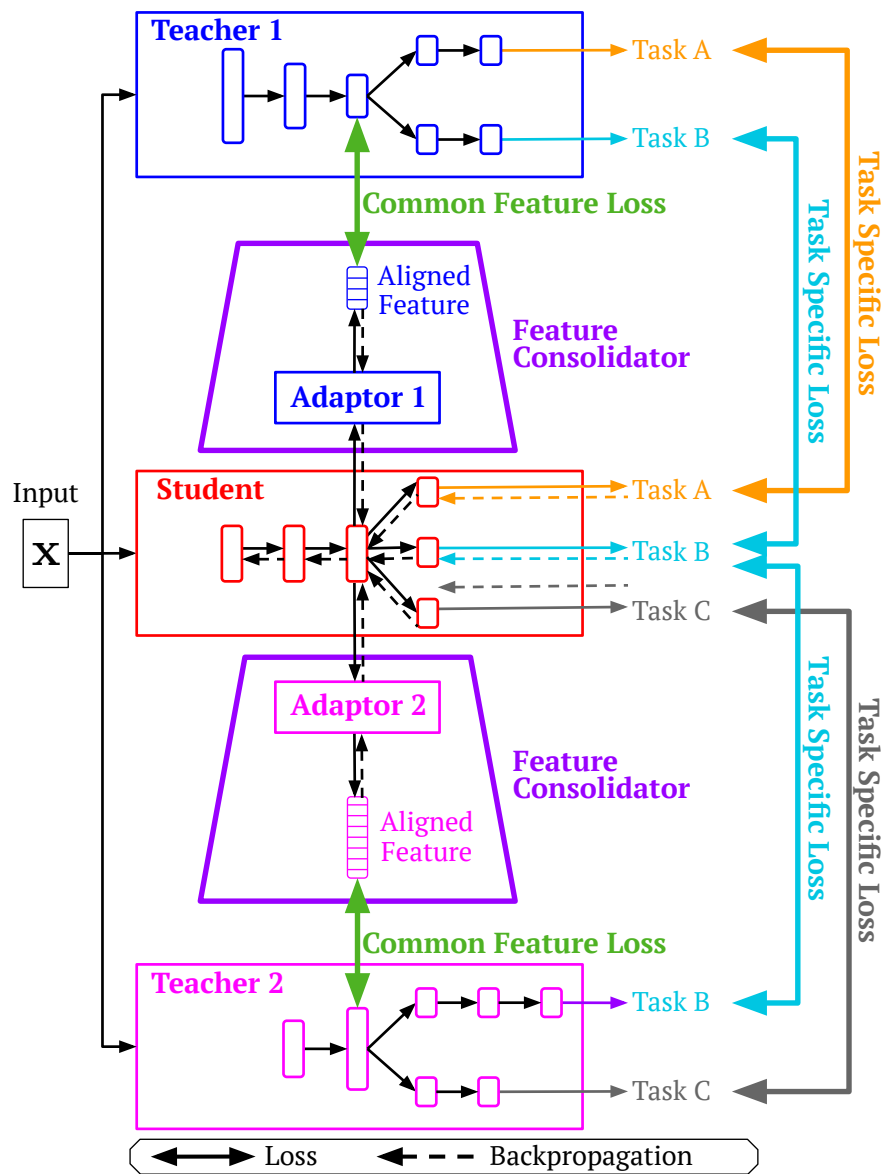 Teacher 1
Task A
Task B
Common Feature Loss
Aligned
Feature
Feature
Consolidator
Adaptor 1
Task Specific Loss
Task Specific Loss
Input
x
Student
Task A
Task B
Task C
Adaptor 2
Feature
Consolidator
Aligned
Feature
Task Specific Loss
Task Specific Loss
Common Feature Loss
Teacher 2
Task B
Task C
Loss
Backpropagation